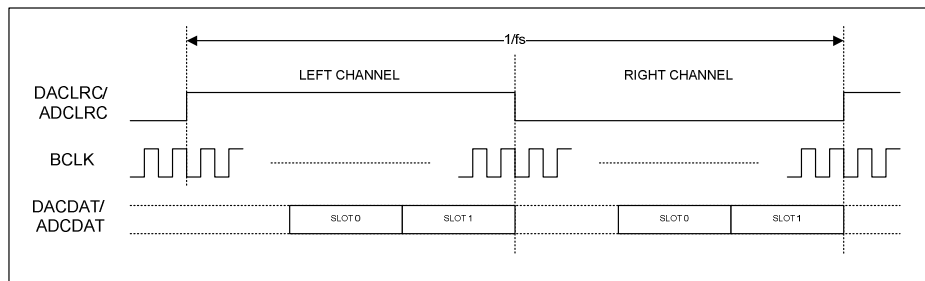 1/fs
LEFT CHANNEL
RIGHT CHANNEL
DACLRC/
ADCLRC
BCLK
DACDAT/
ADCDAT
SLOT 0
SLOT 1
SLOT 0
SLOT 1